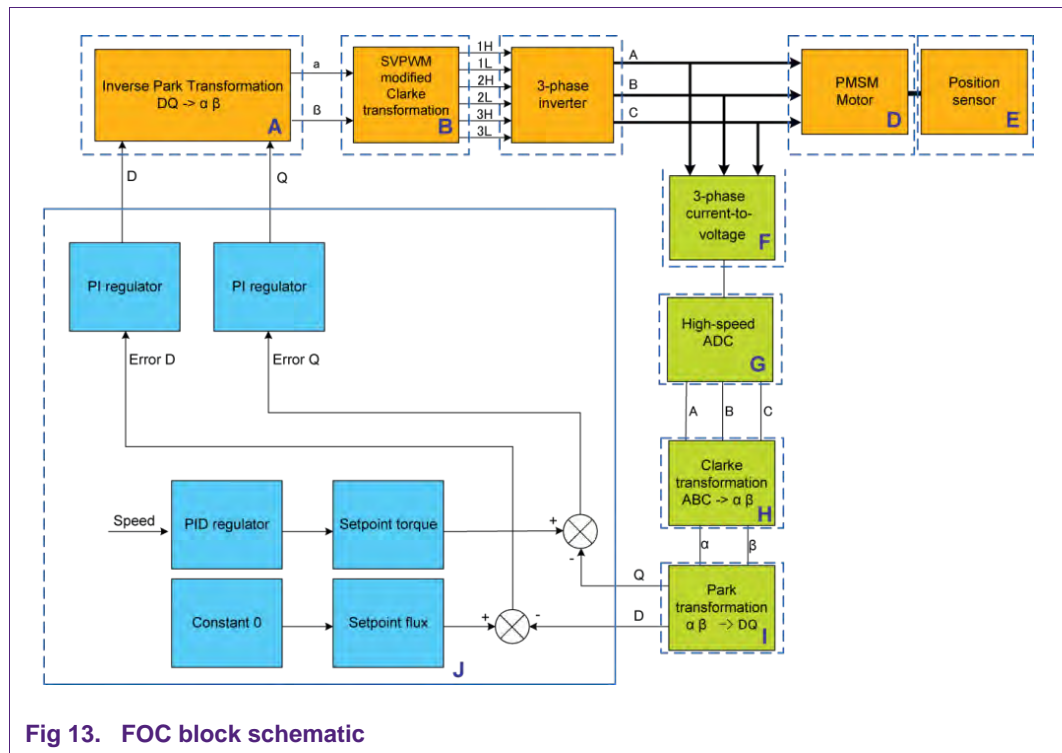 Inverse Park Transformation
DQ -> α β
A
a
ß
SVPWM
modified
Clarke
transformation
B
1H
1L
2H
2L
3H
3L
3-phase
inverter
A
B
C
PMSM
Motor
D
Position
sensor
E
D
Q
3-phase
current-to-
voltage
F
PI regulator
PI regulator
High-speed
ADC
G
Error D
Error Q
A
B
C
Clarke
transformation
ABC -> α β
H
Speed
PID regulator
Setpoint torque
+
-
α
β
Q
Park
transformation
α β -> DQ
I
D
Constant 0
Setpoint flux
+
-
J
Fig 13. FOC block schematic